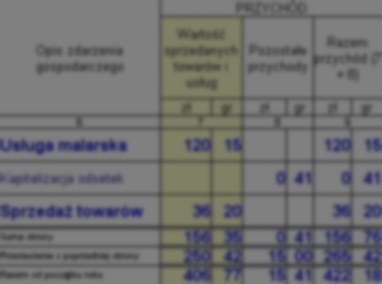 PRZYCHÓD
Opis zdarzenia gospodarczego
Wartość sprzedanych towarów i usług
Pozostałe przychody
Razem przychód (7 + 8)
zł gr zł gr zł gr
6 7 8 9
Usługa malarska 120 15 120 15
Kapitalizacja odsetek 0 41 0 41
Sprzedaż towarów 36 20 36 20
Suma strony 156 35 0 41 156 76
Przeniesienie z poprzedniej strony 250 42 15 00 265 42
Razem od początku roku 406 77 15 41 422 18